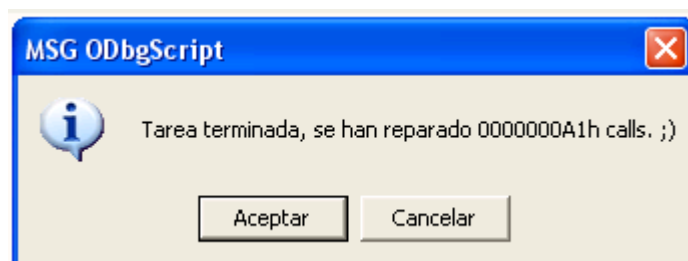 MSG ODbgScript
Tarea terminada, se han reparado 0000000A1h calls. ;)
Aceptar
Cancelar